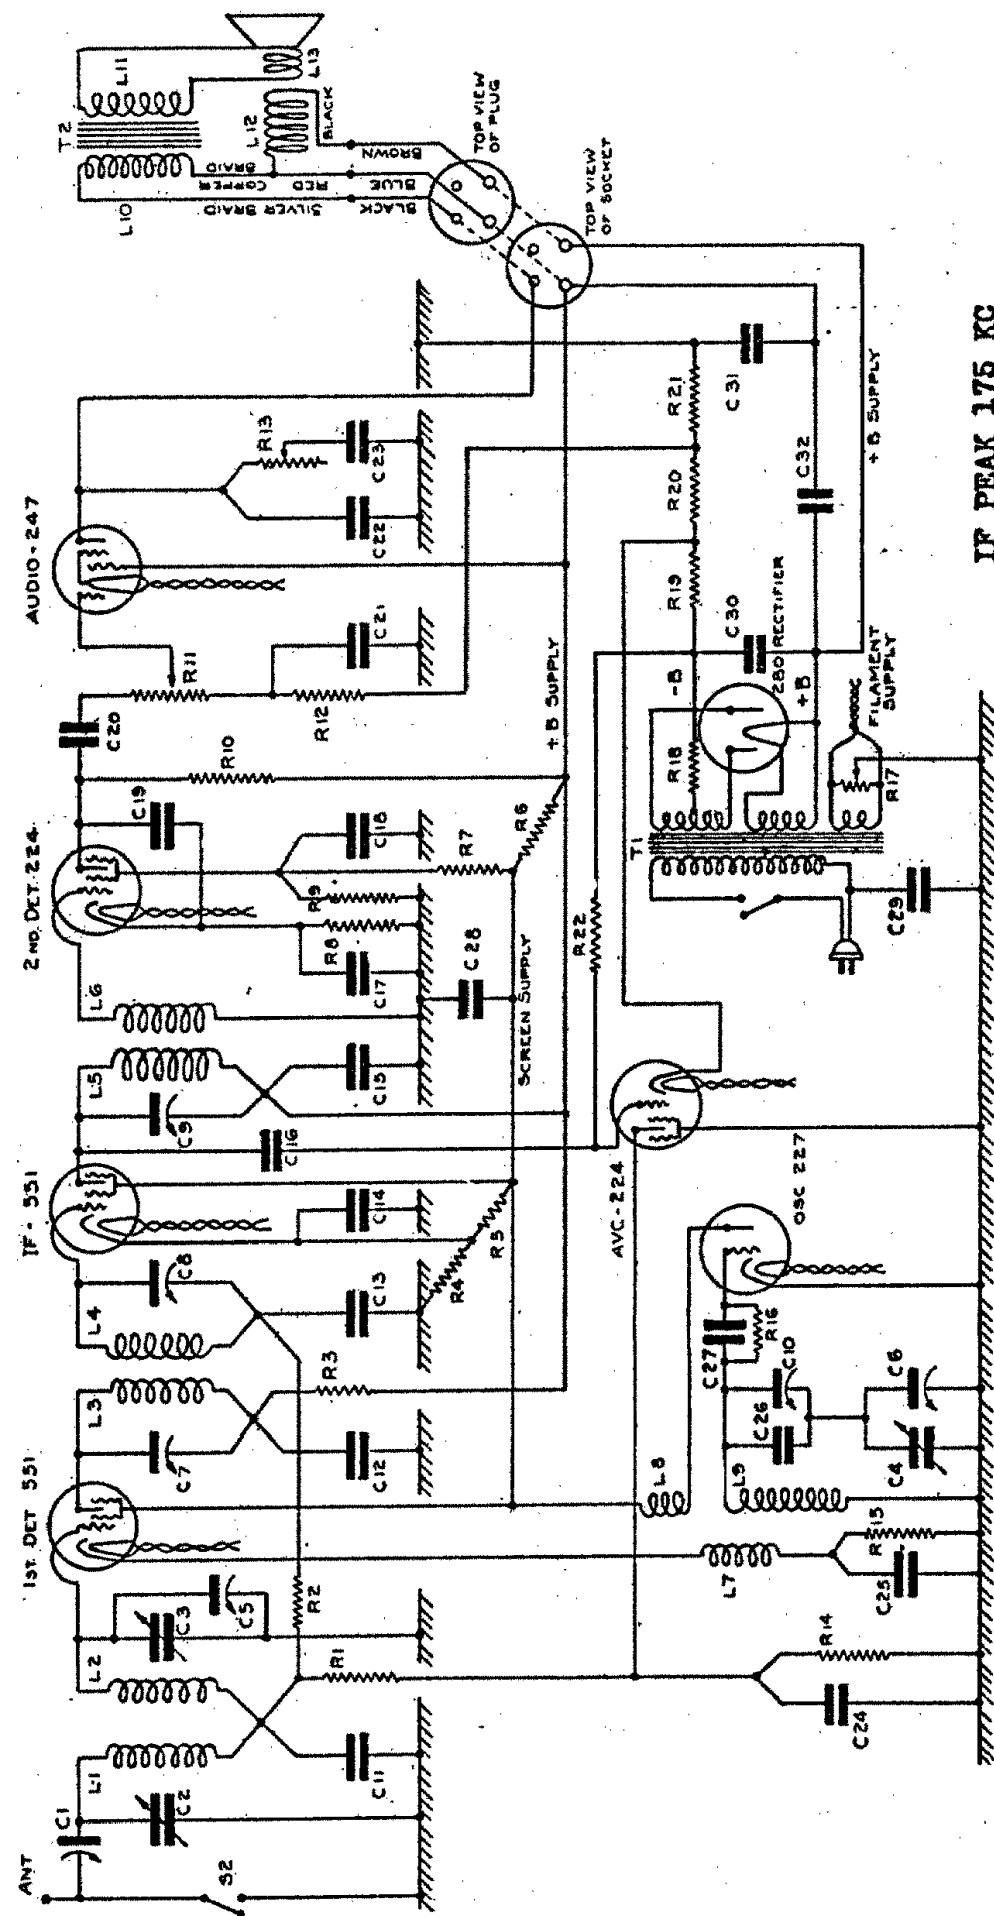 ANT
C1
C2
S2
L1
L2
C11
C3
C5
1ST. DET 551
R1
R2
C7
L3
C12
R3
L4
C8
C13
R4
R5
IF - 551
C14
C16
C9
L5
C15
L6
2 ND. DET. 224
C17
R8
R9
C18
C28
SCREEN SUPPLY
R7
R6
C19
C20
R10
+ B SUPPLY
R11
R12
C21
AUDIO - 247
C22
R13
C23
L10
T2
L11
L12
L13
BLACK
SILVER BRAID
COPPER BRAID
RED
BLACK
BLUE
BROWN
TOP VIEW
OF PLUG
TOP VIEW
OF SOCKET
C24
R14
L7
C25
R15
L8
L9
C26
C10
C4
C6
C27
R16
OSC 227
AVC - 224
R22
T1
C29
R18
-B
R19
R20
R21
C30
280 RECTIFIER
+B
R17
FILAMENT
SUPPLY
C31
C32
+ B SUPPLY
IF PEAK 175 KC